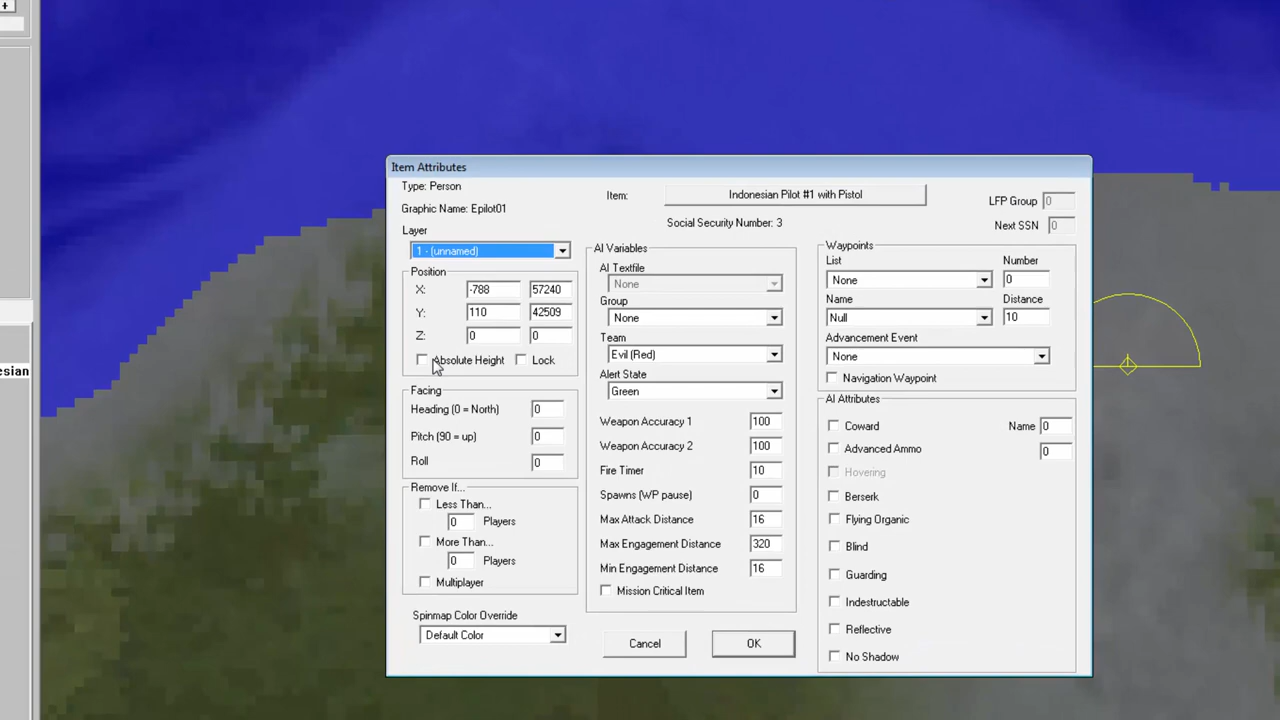 +
esian
Item Attributes
Type: Person
Graphic Name: Epilot01
Item:
Indonesian Pilot #1 with Pistol
Social Security Number: 3
LFP Group 0
Next SSN 0
Layer
1 - (unnamed)
Position
X: -788 57240
Y: 110 42509
Z: 0 0
Absolute Height Lock
Facing
Heading (0 = North) 0
Pitch (90 = up) 0
Roll 0
Remove If...
Less Than...
0 Players
More Than...
0 Players
Multiplayer
Spinmap Color Override
Default Color
AI Variables
AI Textfile
None
Group
None
Team
Evil (Red)
Alert State
Green
Weapon Accuracy 1 100
Weapon Accuracy 2 100
Fire Timer 10
Spawns (WP pause) 0
Max Attack Distance 16
Max Engagement Distance 320
Min Engagement Distance 16
Mission Critical Item
Cancel OK
Waypoints
List Number
None 0
Name Distance
Null 10
Advancement Event
None
Navigation Waypoint
AI Attributes
Coward Name 0
Advanced Ammo 0
Hovering
Berserk
Flying Organic
Blind
Guarding
Indestructable
Reflective
No Shadow